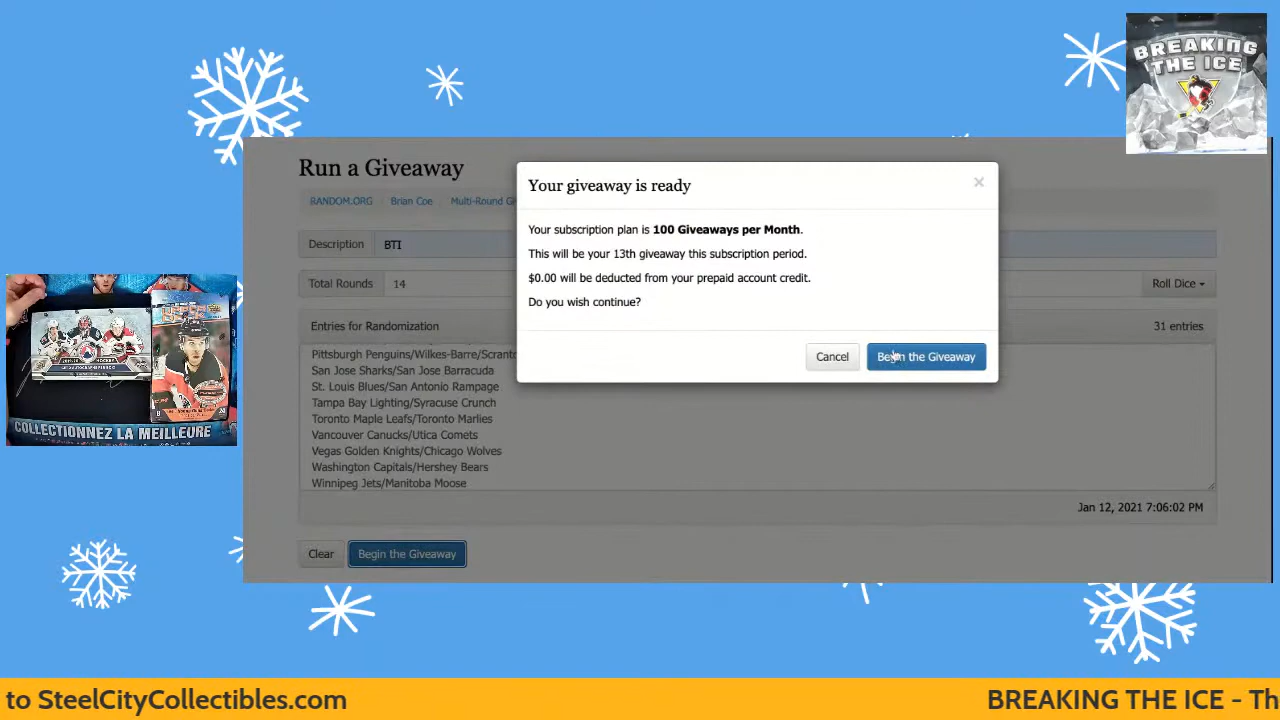 BREAKING
THE ICE
Run a Giveaway
RANDOM.ORG
Brian Coe
Multi-Round
Your giveaway is ready
×
Your subscription plan is 100 Giveaways per Month.
This will be your 13th giveaway this subscription period.
$0.00 will be deducted from your prepaid account credit.
Do you wish continue?
Cancel
Begin the Giveaway
Description
BTI
Total Rounds
14
Roll Dice
Entries for Randomization
31 entries
Pittsburgh Penguins/Wilkes-Barre/Scranto
San Jose Sharks/San Jose Barracuda
St. Louis Blues/San Antonio Rampage
Tampa Bay Lighting/Syracuse Crunch
Toronto Maple Leafs/Toronto Marlies
Vancouver Canucks/Utica Comets
Vegas Golden Knights/Chicago Wolves
Washington Capitals/Hershey Bears
Winnipeg Jets/Manitoba Moose
Jan 12, 2021 7:06:02 PM
Clear
Begin the Giveaway
HOCKEY
COLLECTIONNEZ LA MEILLEURE
to SteelCityCollectibles.com
BREAKING THE ICE - Th